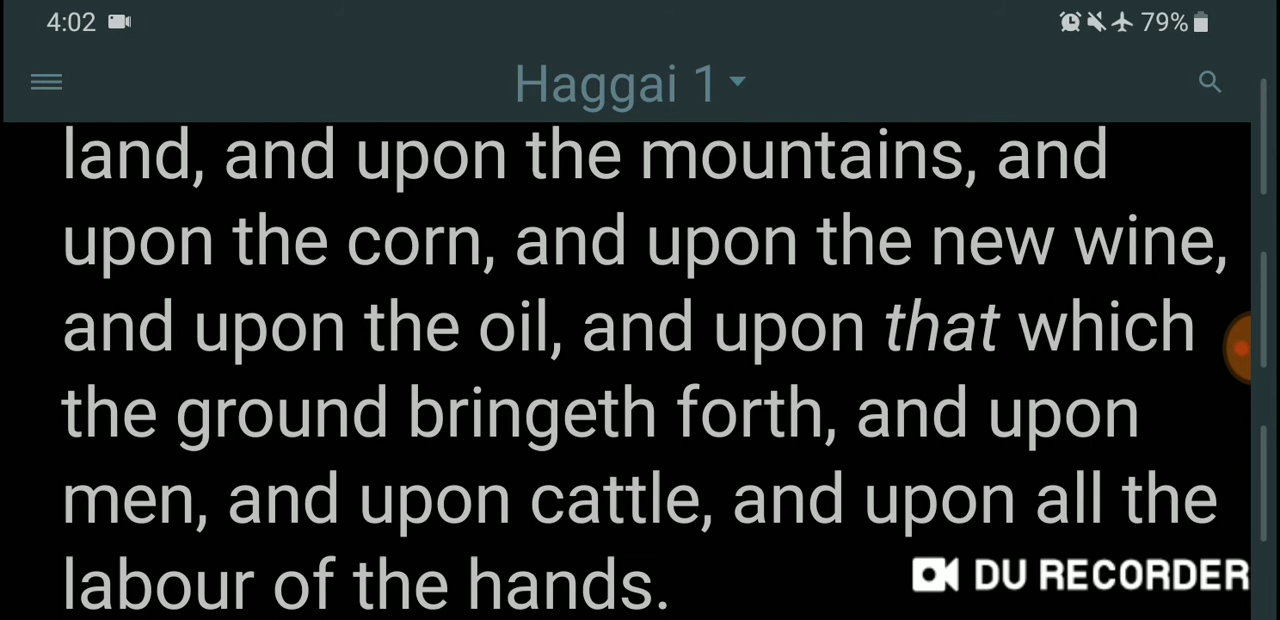 4:02 79%
Haggai 1
land, and upon the mountains, and
upon the corn, and upon the new wine,
and upon the oil, and upon that which
the ground bringeth forth, and upon
men, and upon cattle, and upon all the
labour of the hands.
DU RECORDER